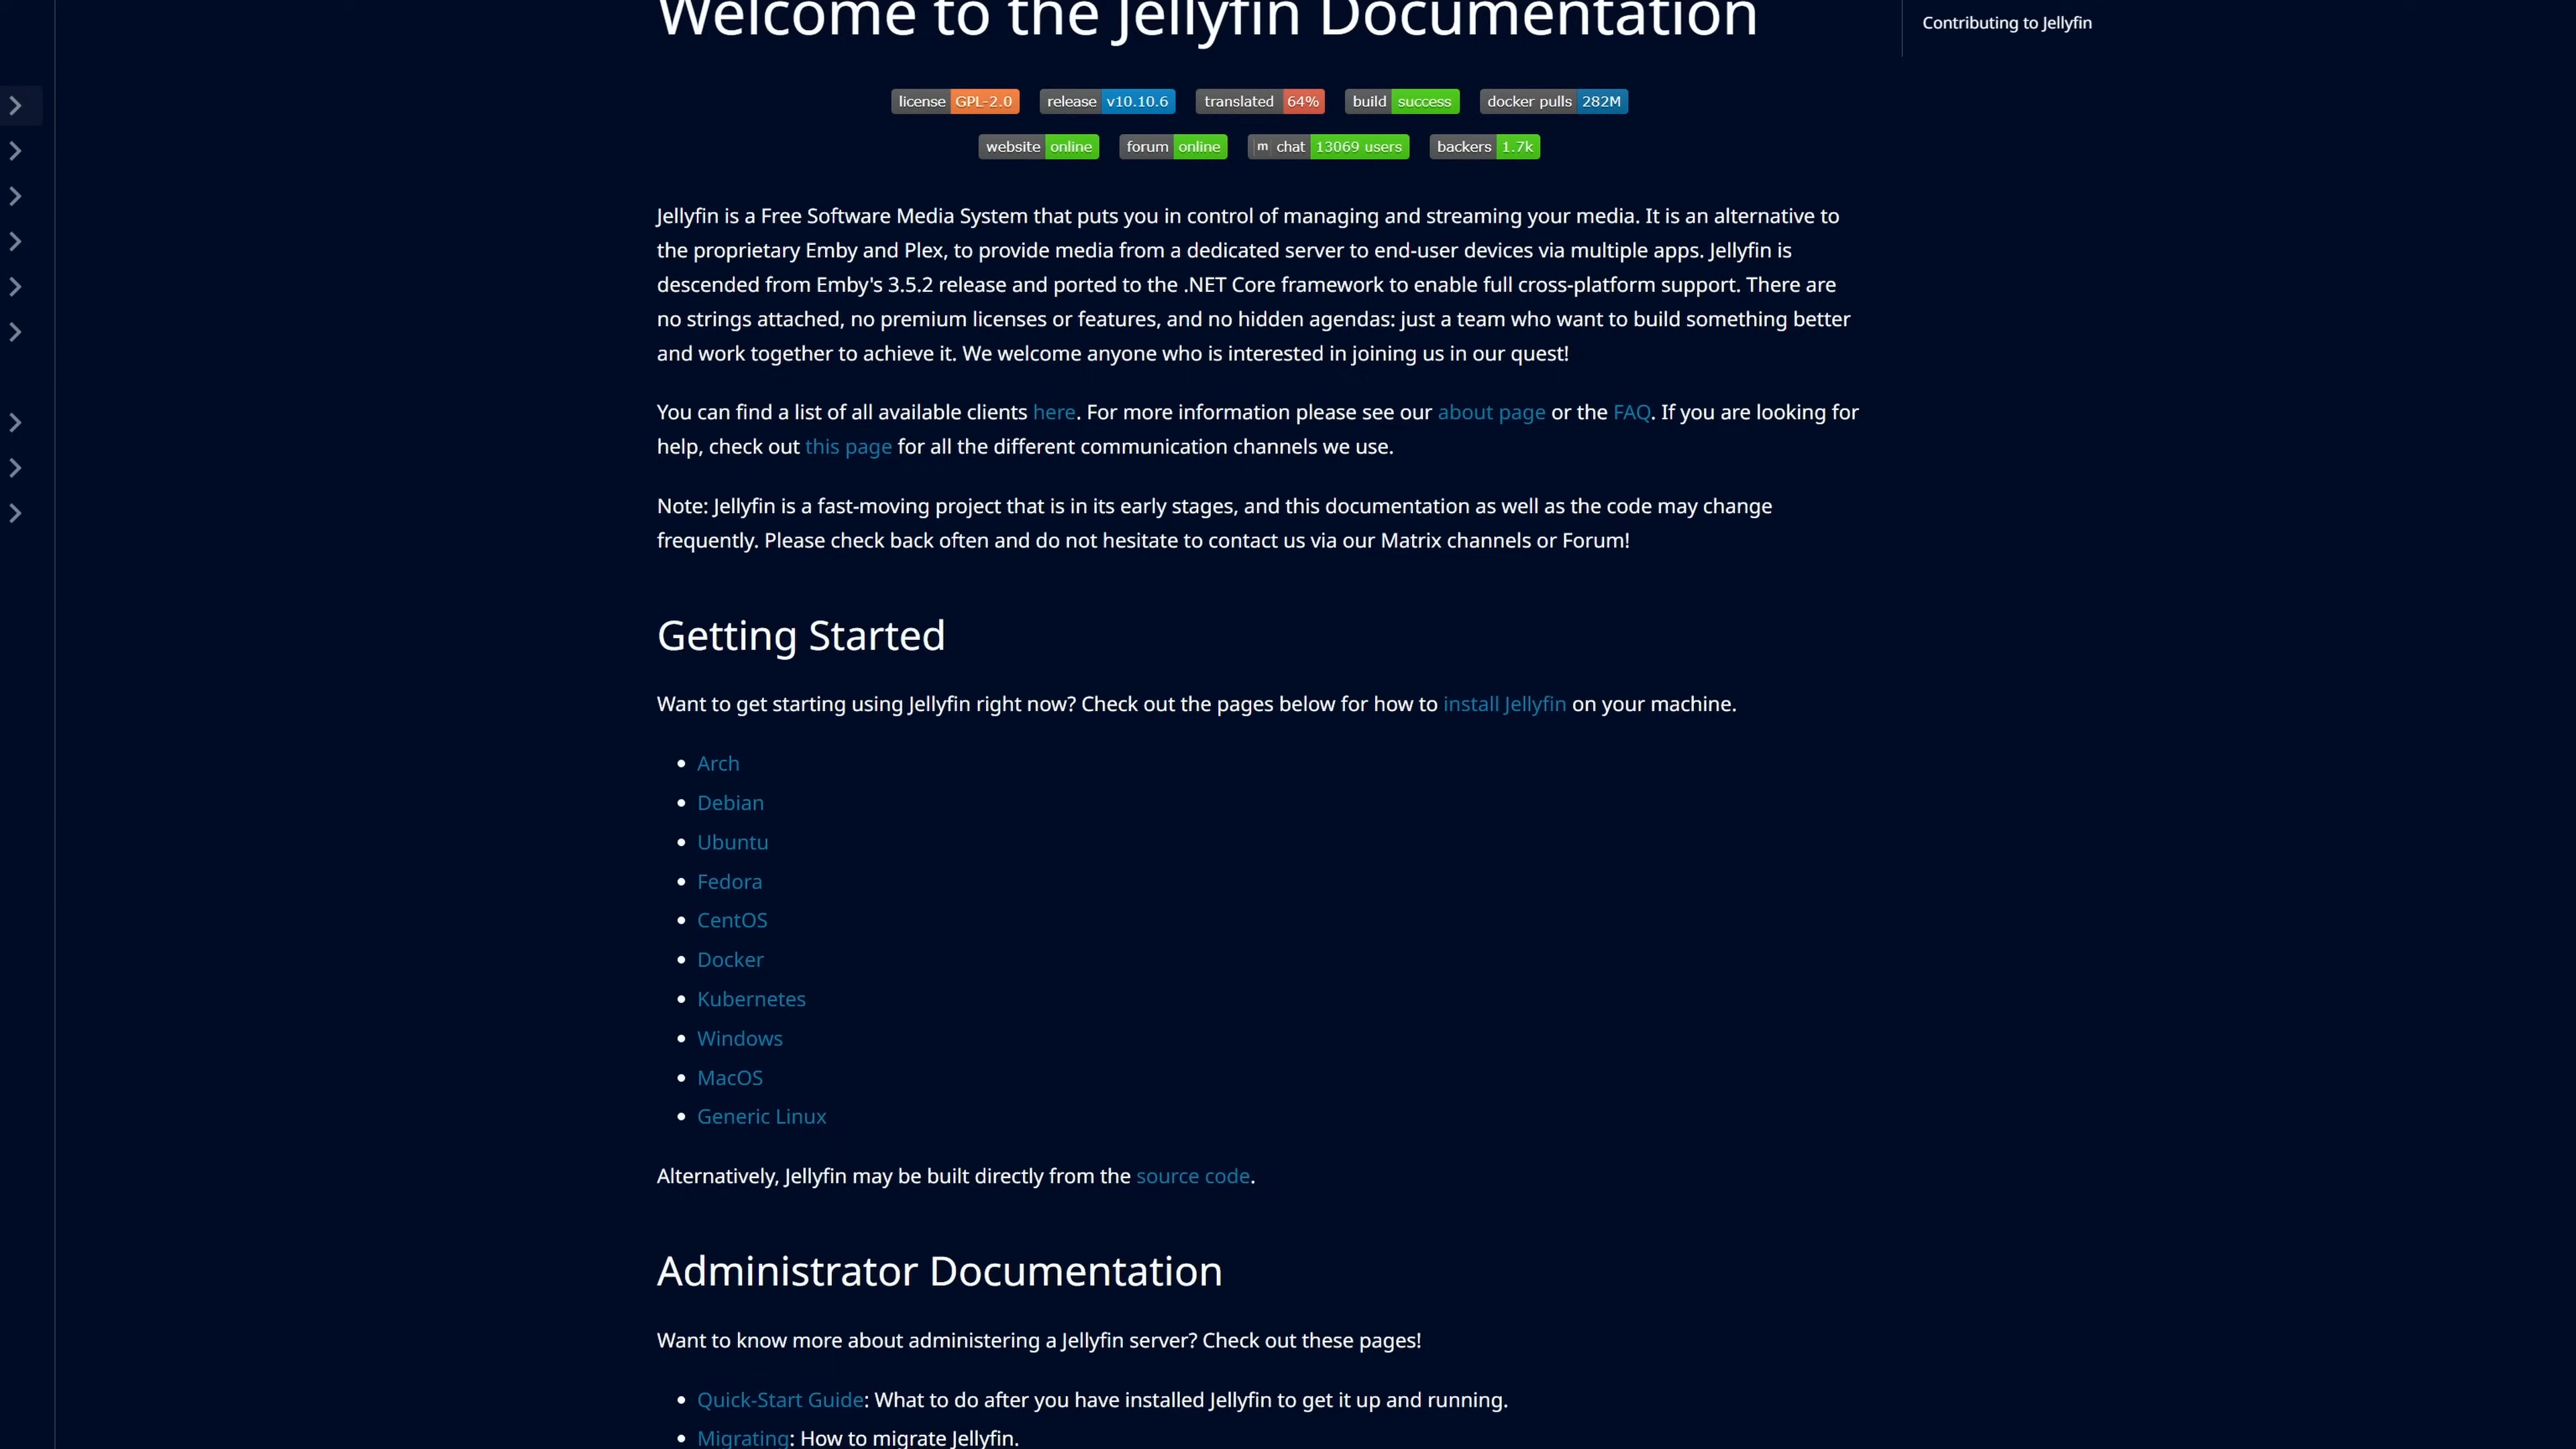 Welcome to the Jellyfin Documentation
Contributing to Jellyfin
license GPL-2.0 release v10.10.6 translated 64% build success docker pulls 282M
website online forum online m chat 13069 users backers 1.7k
Jellyfin is a Free Software Media System that puts you in control of managing and streaming your media. It is an alternative to
the proprietary Emby and Plex, to provide media from a dedicated server to end-user devices via multiple apps. Jellyfin is
descended from Emby's 3.5.2 release and ported to the .NET Core framework to enable full cross-platform support. There are
no strings attached, no premium licenses or features, and no hidden agendas: just a team who want to build something better
and work together to achieve it. We welcome anyone who is interested in joining us in our quest!
You can find a list of all available clients here. For more information please see our about page or the FAQ. If you are looking for
help, check out this page for all the different communication channels we use.
Note: Jellyfin is a fast-moving project that is in its early stages, and this documentation as well as the code may change
frequently. Please check back often and do not hesitate to contact us via our Matrix channels or Forum!
Getting Started
Want to get starting using Jellyfin right now? Check out the pages below for how to install Jellyfin on your machine.
Arch
Debian
Ubuntu
Fedora
CentOS
Docker
Kubernetes
Windows
MacOS
Generic Linux
Alternatively, Jellyfin may be built directly from the source code.
Administrator Documentation
Want to know more about administering a Jellyfin server? Check out these pages!
Quick-Start Guide: What to do after you have installed Jellyfin to get it up and running.
Migrating: How to migrate Jellyfin.